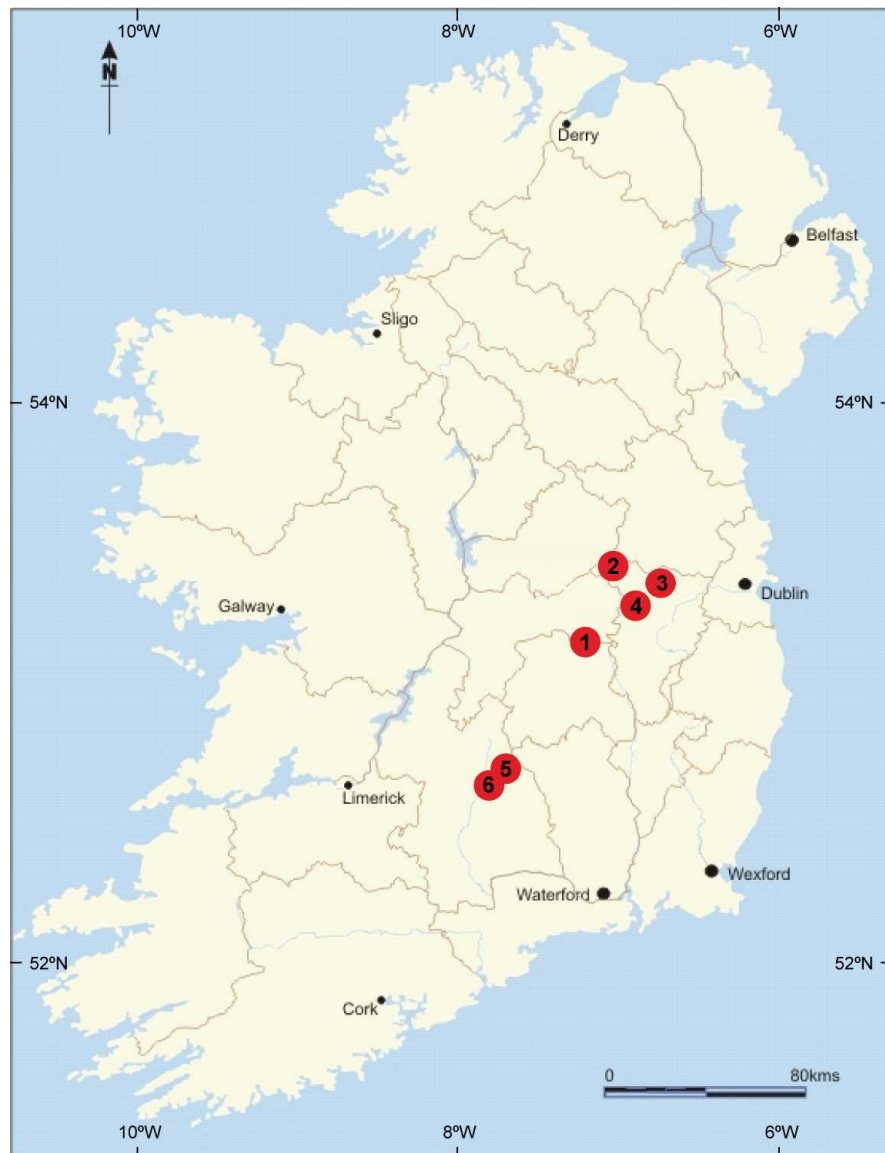 10ºW 8ºW 6ºW
N
Derry
Belfast
Sligo
54ºN 54ºN
2
3
Dublin
4
Galway
1
5
6
Limerick
Wexford
Waterford
52ºN 52ºN
Cork
0 80kms
10ºW 8ºW 6ºW